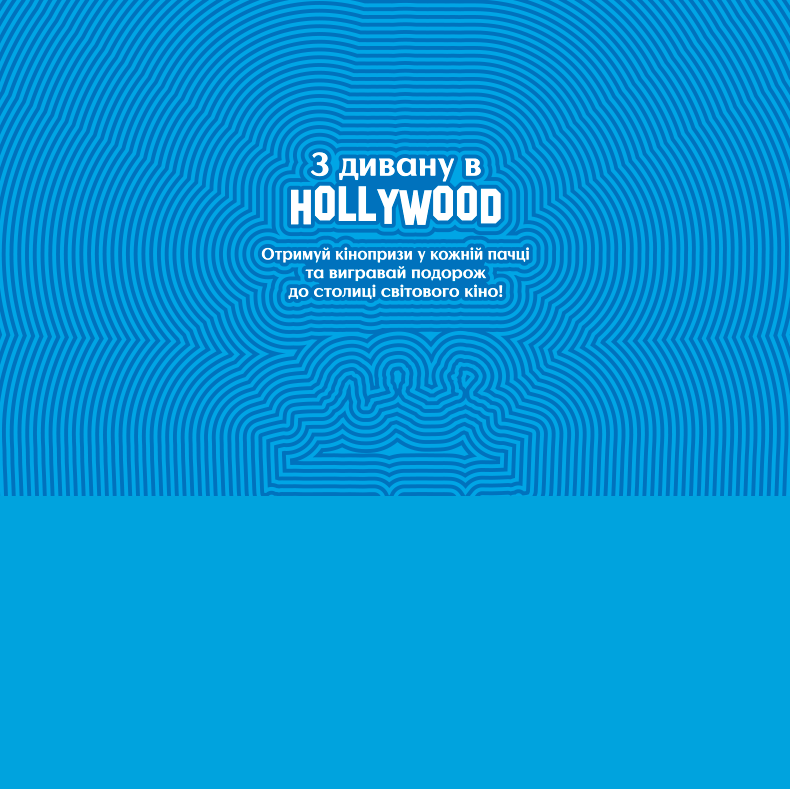 З дивану в
HOLLYWOOD
Отримуй кінопризи у кожній пачці
та вигравай подорож
до столиці світового кіно!